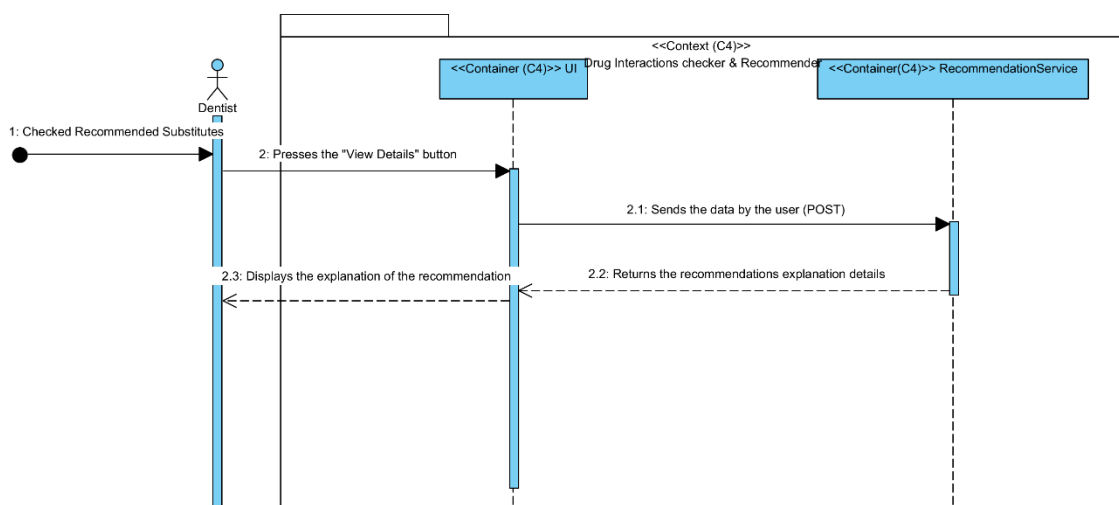 <<Context (C4)>>
Drug Interactions checker & Recommender
<<Container (C4)>> UI
<<Container(C4)>> RecommendationService
Dentist
1: Checked Recommended Substitutes
2: Presses the "View Details" button
2.1: Sends the data by the user (POST)
2.2: Returns the recommendations explanation details
2.3: Displays the explanation of the recommendation